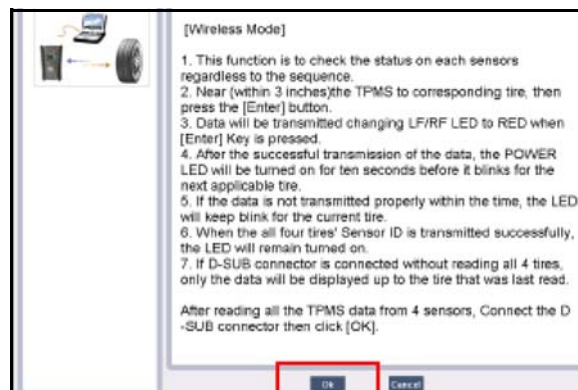 [Wireless Mode]
1. This function is to check the status on each sensors
regardless to the sequence.
2. Near (within 3 inches)the TPMS to corresponding tire, then
press the [Enter] button.
3. Data will be transmitted changing LF/RF LED to RED when
[Enter] Key is pressed.
4. After the successful transmission of the data, the POWER
LED will be turned on for ten seconds before it blinks for the
next applicable tire.
5. If the data is not transmitted properly within the time, the LED
will keep blink for the current tire.
6. When the all four tires' Sensor ID is transmitted successfully,
the LED will remain turned on.
7. If D-SUB connector is connected without reading all 4 tires,
only the data will be displayed up to the tire that was last read.
After reading all the TPMS data from 4 sensors, Connect the D
-SUB connector then click [OK].
Ok
Cancel